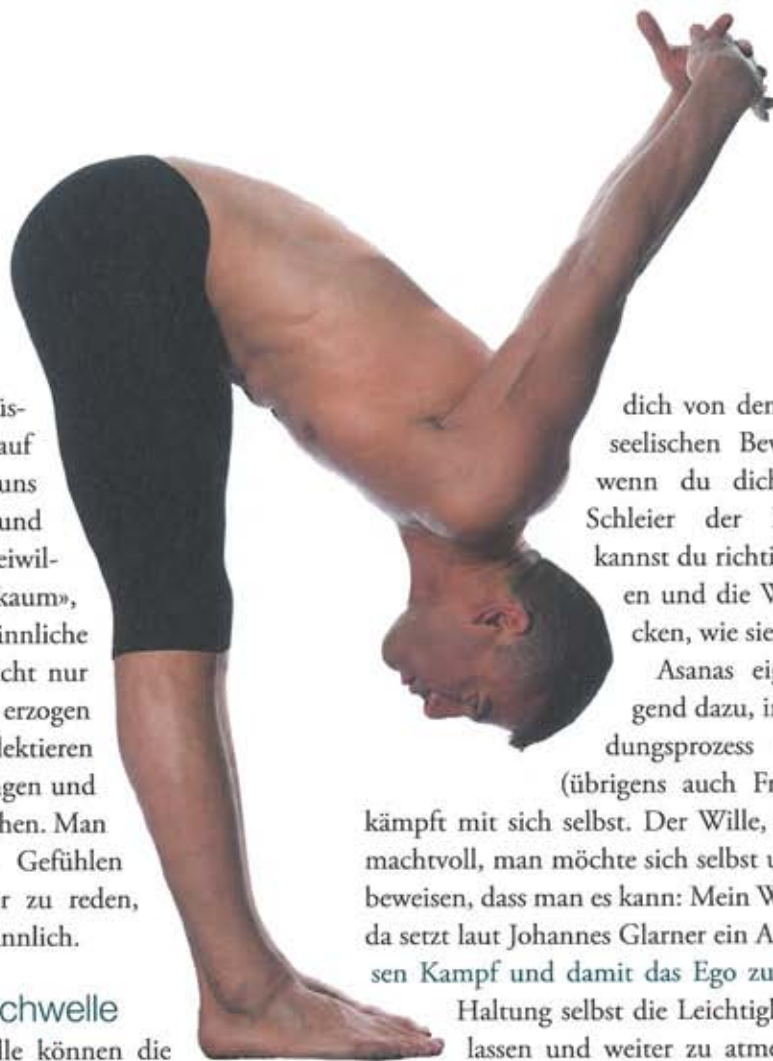 is-
auf
uns
und
eiwil-
kaum»,
innliche
cht nur
erzogen
lektieren
gen und
hen. Man
Gefühlen
r zu reden,
nnlich.
chwelle
lle können die
dich von den
seelischen Bew
wenn du dich
Schleier der
kannst du richti
en und die W
cken, wie sie
Asanas eig
gend dazu, in
dungsprozess
(übrigens auch Fr
kämpft mit sich selbst. Der Wille,
machtvoll, man möchte sich selbst u
beweisen, dass man es kann: Mein W
da setzt laut Johannes Glarner ein A
sen Kampf und damit das Ego zu
Haltung selbst die Leichtigk
lassen und weiter zu atme